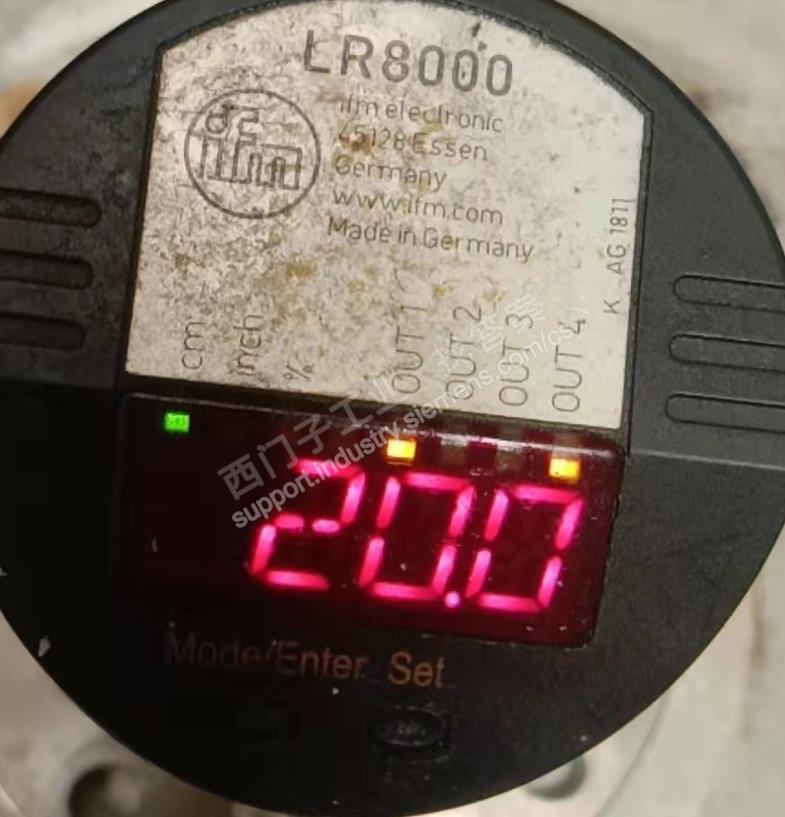 LR8000
ifm
ifm electronic
45128 Essen
Germany
www.ifm.com
Made in Germany
K AG 1811
cm
inch
%
OUT 1
OUT 2
OUT 3
OUT 4
西门子工业
support.industry.siemens.com/cs
20.0
Mode/Enter Set